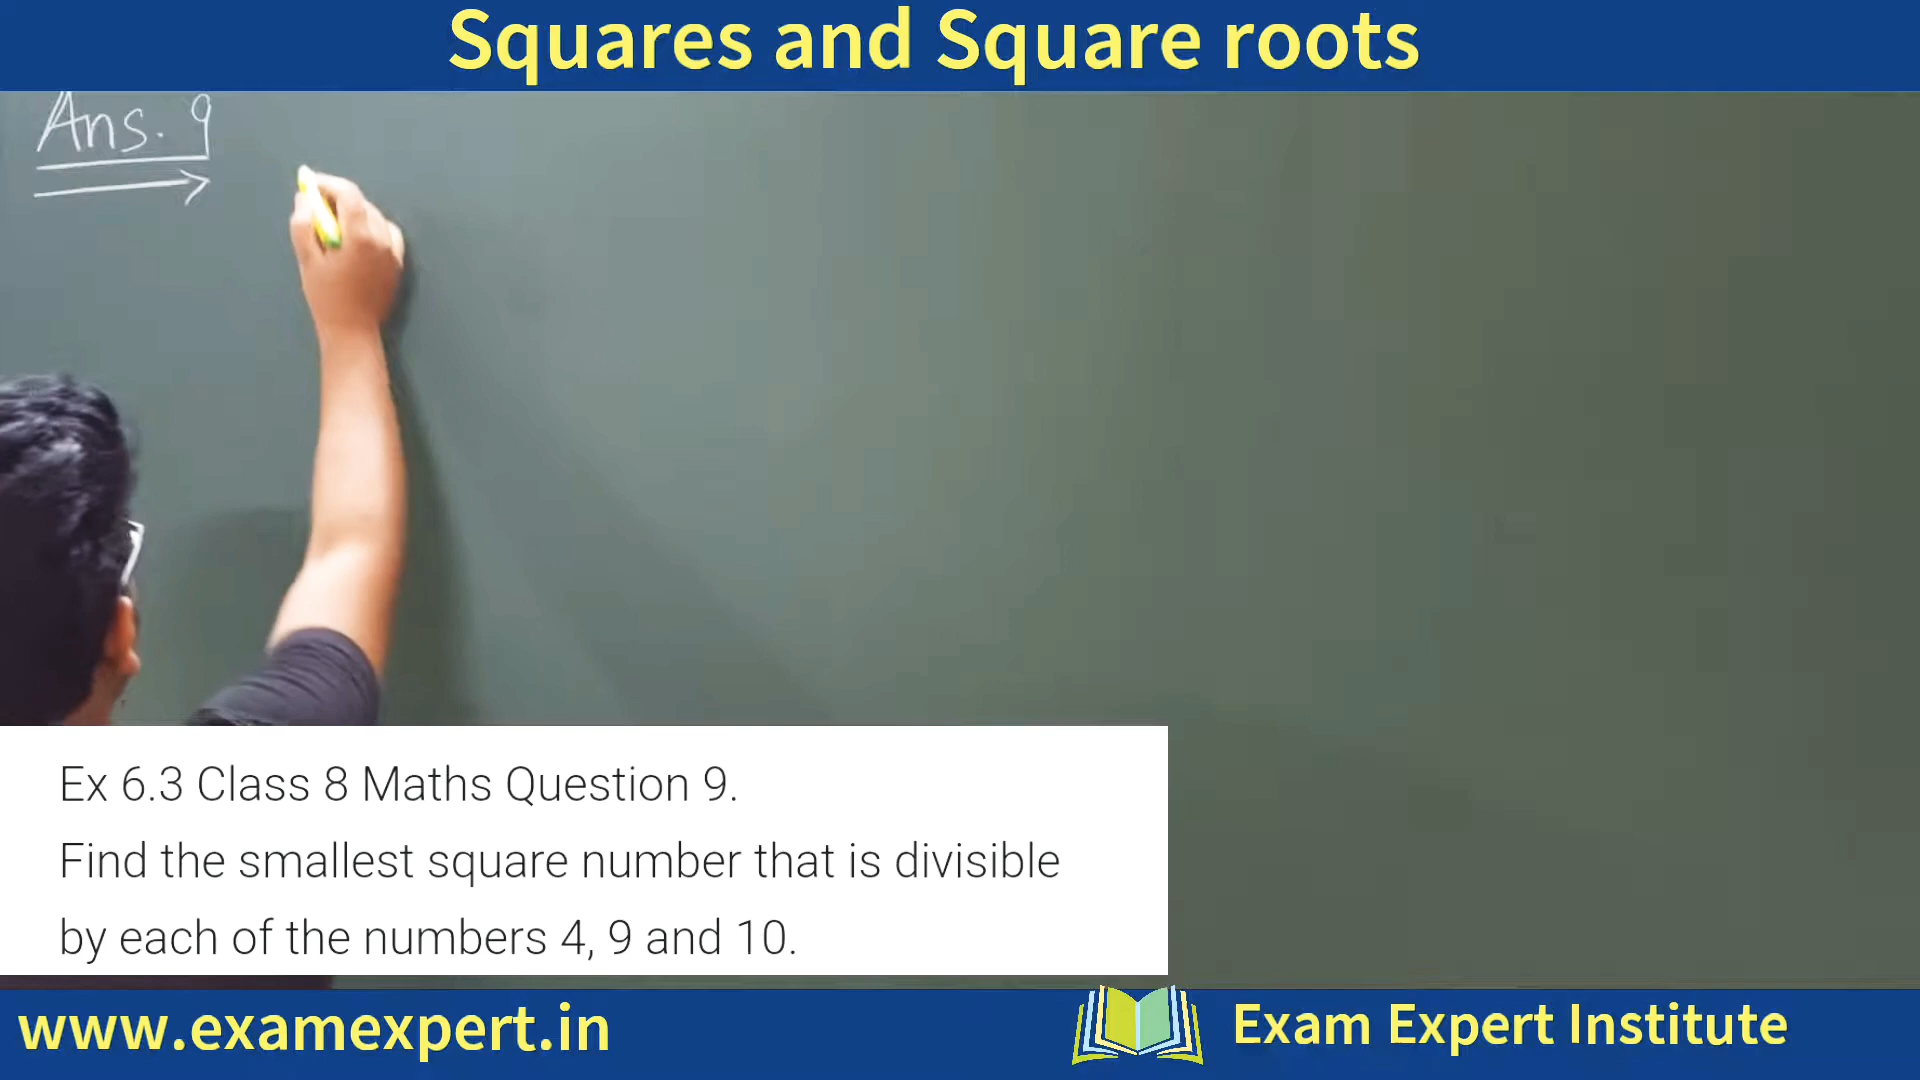 Squares and Square roots
Ans. 9
Ex 6.3 Class 8 Maths Question 9.
Find the smallest square number that is divisible
by each of the numbers 4, 9 and 10.
www.examexpert.in
Exam Expert Institute